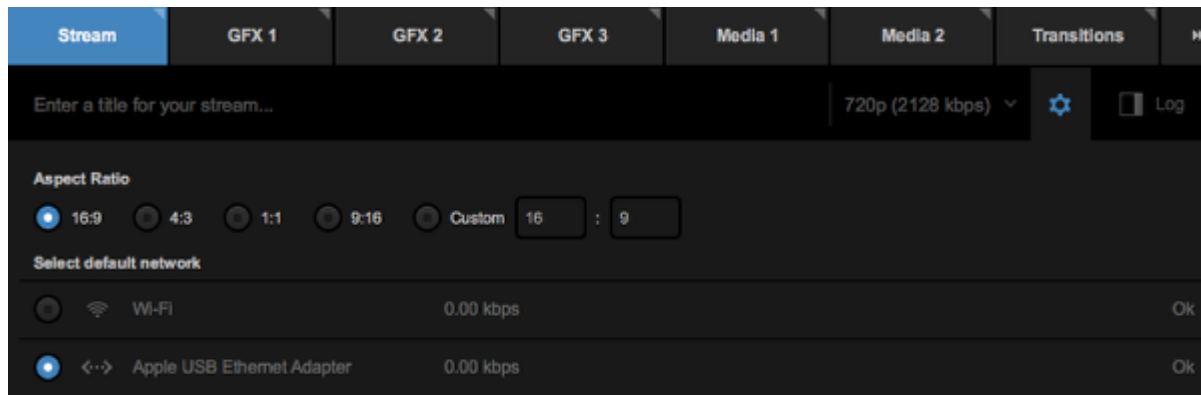 Stream GFX 1 GFX 2 GFX 3 Media 1 Media 2 Transitions
Enter a title for your stream... 720p (2128 kbps) Log
Aspect Ratio
16:9 4:3 1:1 9:16 Custom 16 : 9
Select default network
Wi-Fi 0.00 kbps Ok
Apple USB Ethernet Adapter 0.00 kbps Ok